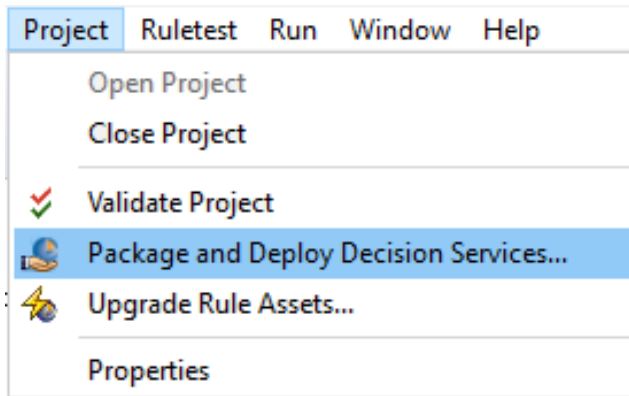 Project Ruletest Run Window Help
Open Project
Close Project
Validate Project
Package and Deploy Decision Services...
Upgrade Rule Assets...
Properties